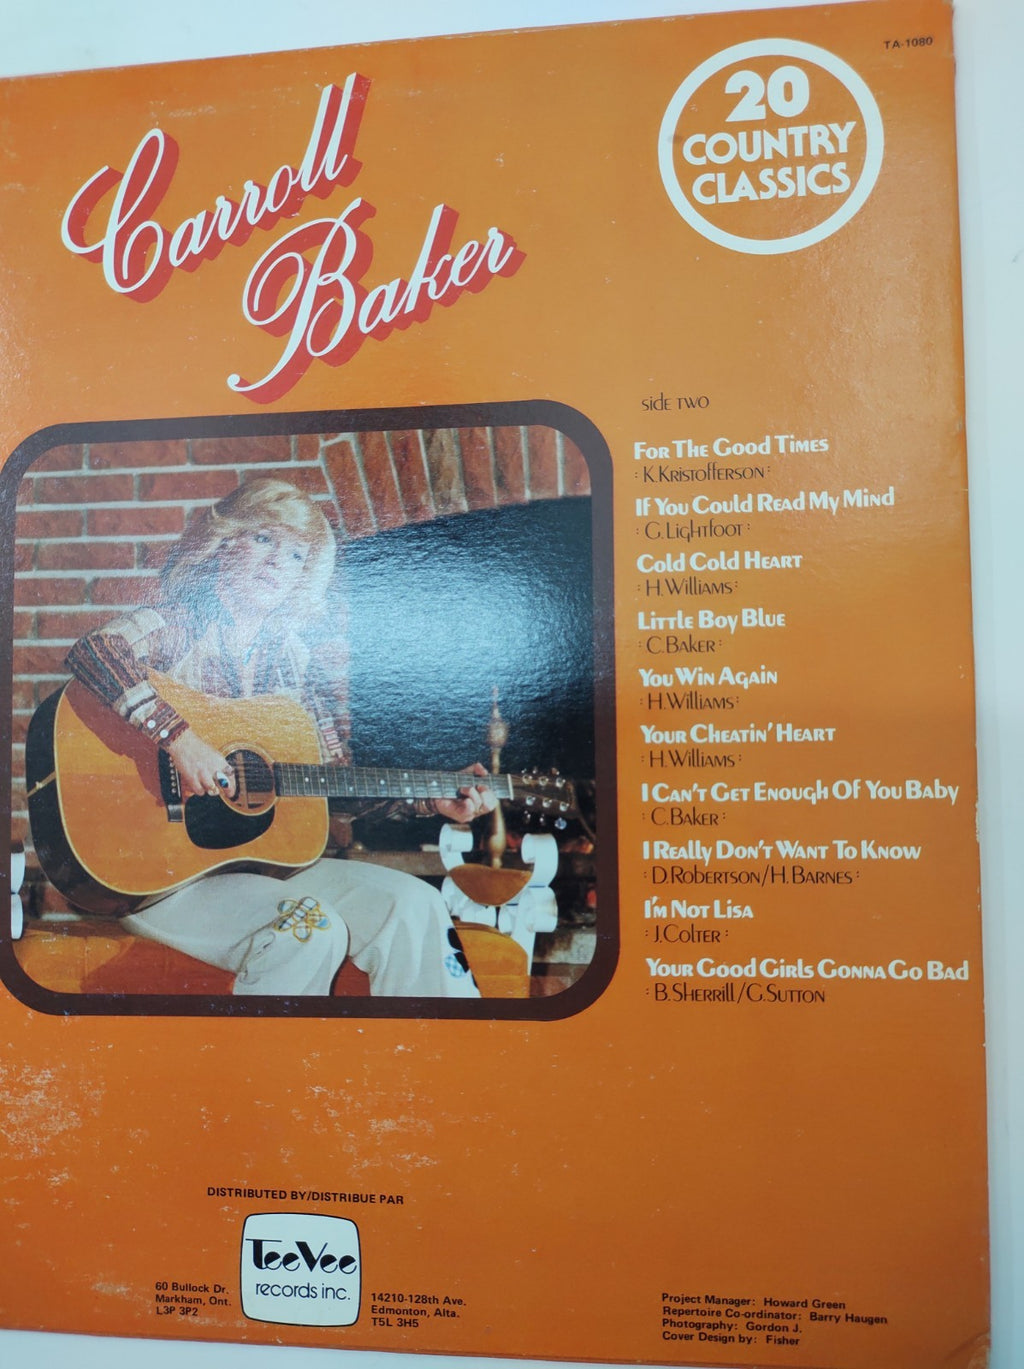 TA-1080
20
COUNTRY
CLASSICS
Carroll
Baker
side two
For The Good Times
: K.Kristofferson :
If You Could Read My Mind
: G.Lightfoot :
Cold Cold Heart
: H.Williams :
Little Boy Blue
: C.Baker :
You Win Again
: H.Williams :
Your Cheatin' Heart
: H.Williams :
I Can't Get Enough Of You Baby
: C.Baker :
I Really Don't Want To Know
: D.Robertson/H.Barnes :
I'm Not Lisa
: J.Colter :
Your Good Girls Gonna Go Bad
: B.Sherrill/G.Sutton
DISTRIBUTED BY/DISTRIBUE PAR
TeeVee
records inc.
60 Bullock Dr.
Markham, Ont.
L3P 3P2
14210-128th Ave.
Edmonton, Alta.
T5L 3H5
Project Manager: Howard Green
Repertoire Co-ordinator: Barry Haugen
Photography: Gordon J.
Cover Design by: Fisher